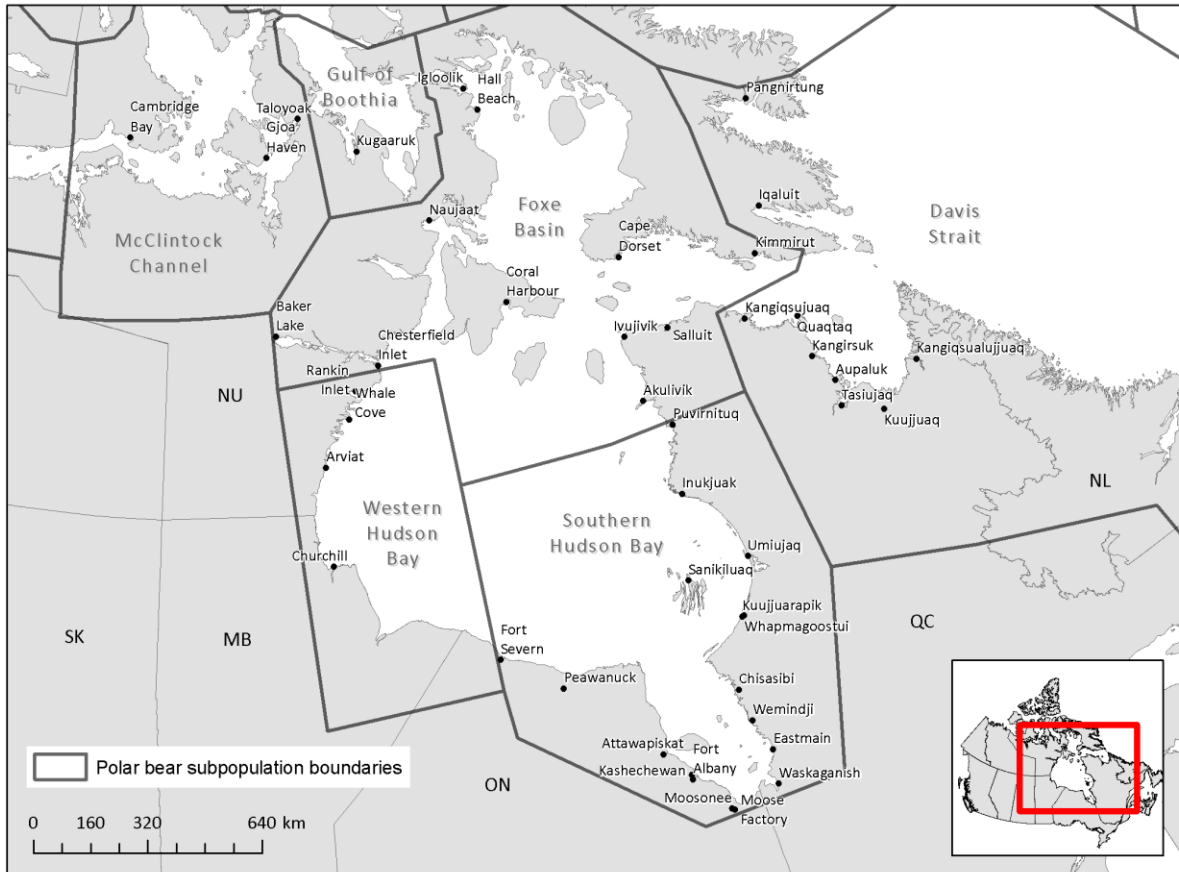 Gulf of
Boothia
Igloolik
Hall
Beach
Pangnirtung
Cambridge
Bay
Taloyoak
Gjoa
Haven
Kugaaruk
Naujaat
Foxe
Basin
Iqaluit
Davis
Strait
Cape
Dorset
Kimmirut
McClintock
Channel
Coral
Harbour
Baker
Lake
Chesterfield
Inlet
Ivujivik
Salluit
Kangiqsujuaq
Quaqtaq
Kangirsuk
Kangiqsualujjuaq
Aupaluk
Tasiujaq
Kuujjuaq
Rankin
Inlet
Whale
Cove
NU
Akulivik
Puvirnituq
Arviat
Inukjuak
NL
Western
Hudson
Bay
Southern
Hudson Bay
Umiujaq
Churchill
Sanikiluaq
Kuujjuarapik
Whapmagoostui
QC
SK
MB
Fort
Severn
Peawanuck
Chisasibi
Wemindji
Eastmain
Attawapiskat
Fort
Albany
Kashechewan
Waskaganish
Moosonee
Moose
Factory
ON
Polar bear subpopulation boundaries
0 160 320 640 km